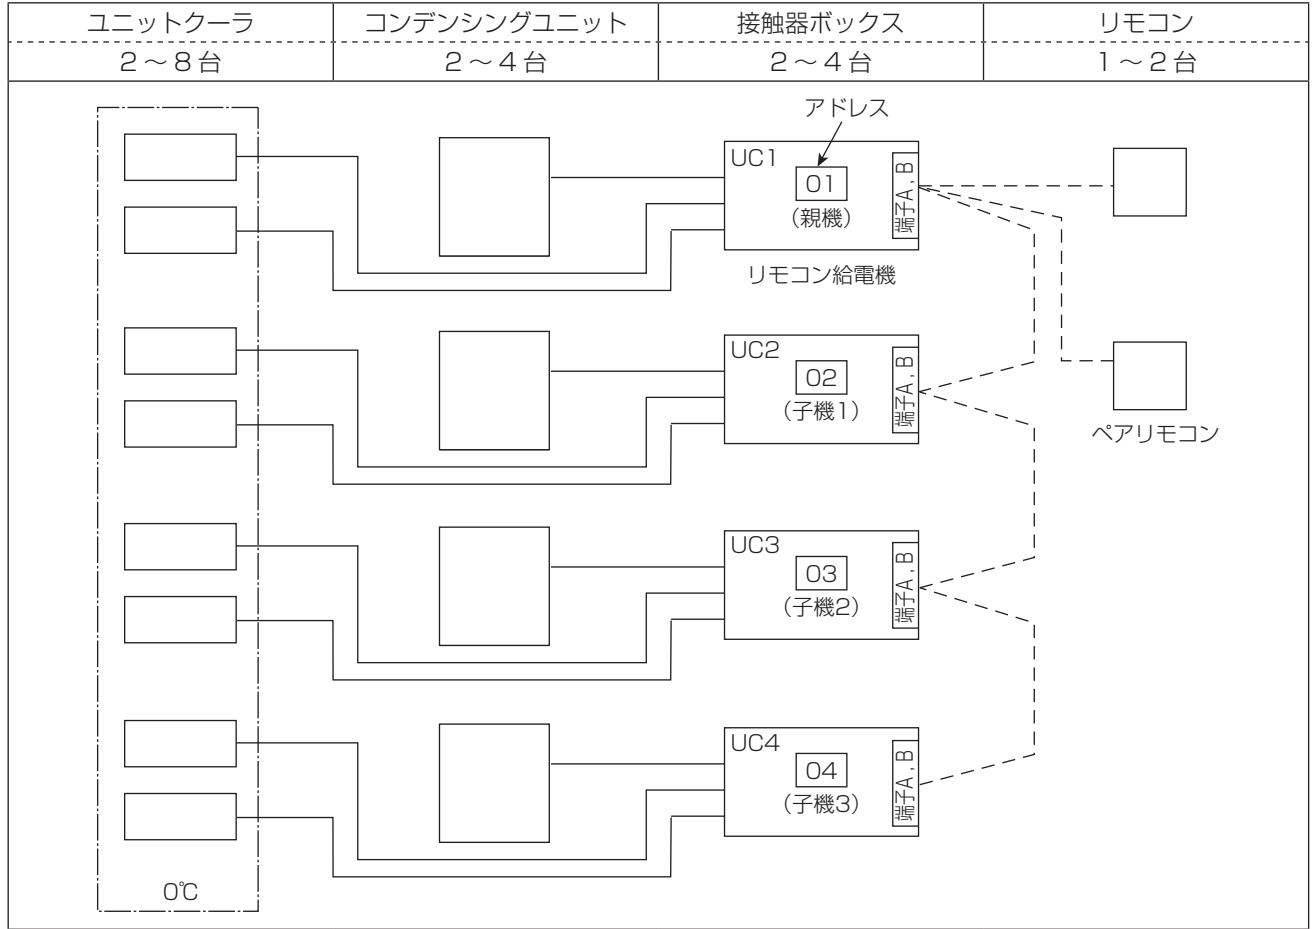 ユニットクーラ
コンデンシングユニット
接触器ボックス
リモコン
2～8台
2～4台
2～4台
1～2台
アドレス
UC1
01
(親機)
端子A, B
リモコン給電機
UC2
02
(子機1)
端子A, B
ペアリモコン
UC3
03
(子機2)
端子A, B
UC4
04
(子機3)
端子A, B
0℃